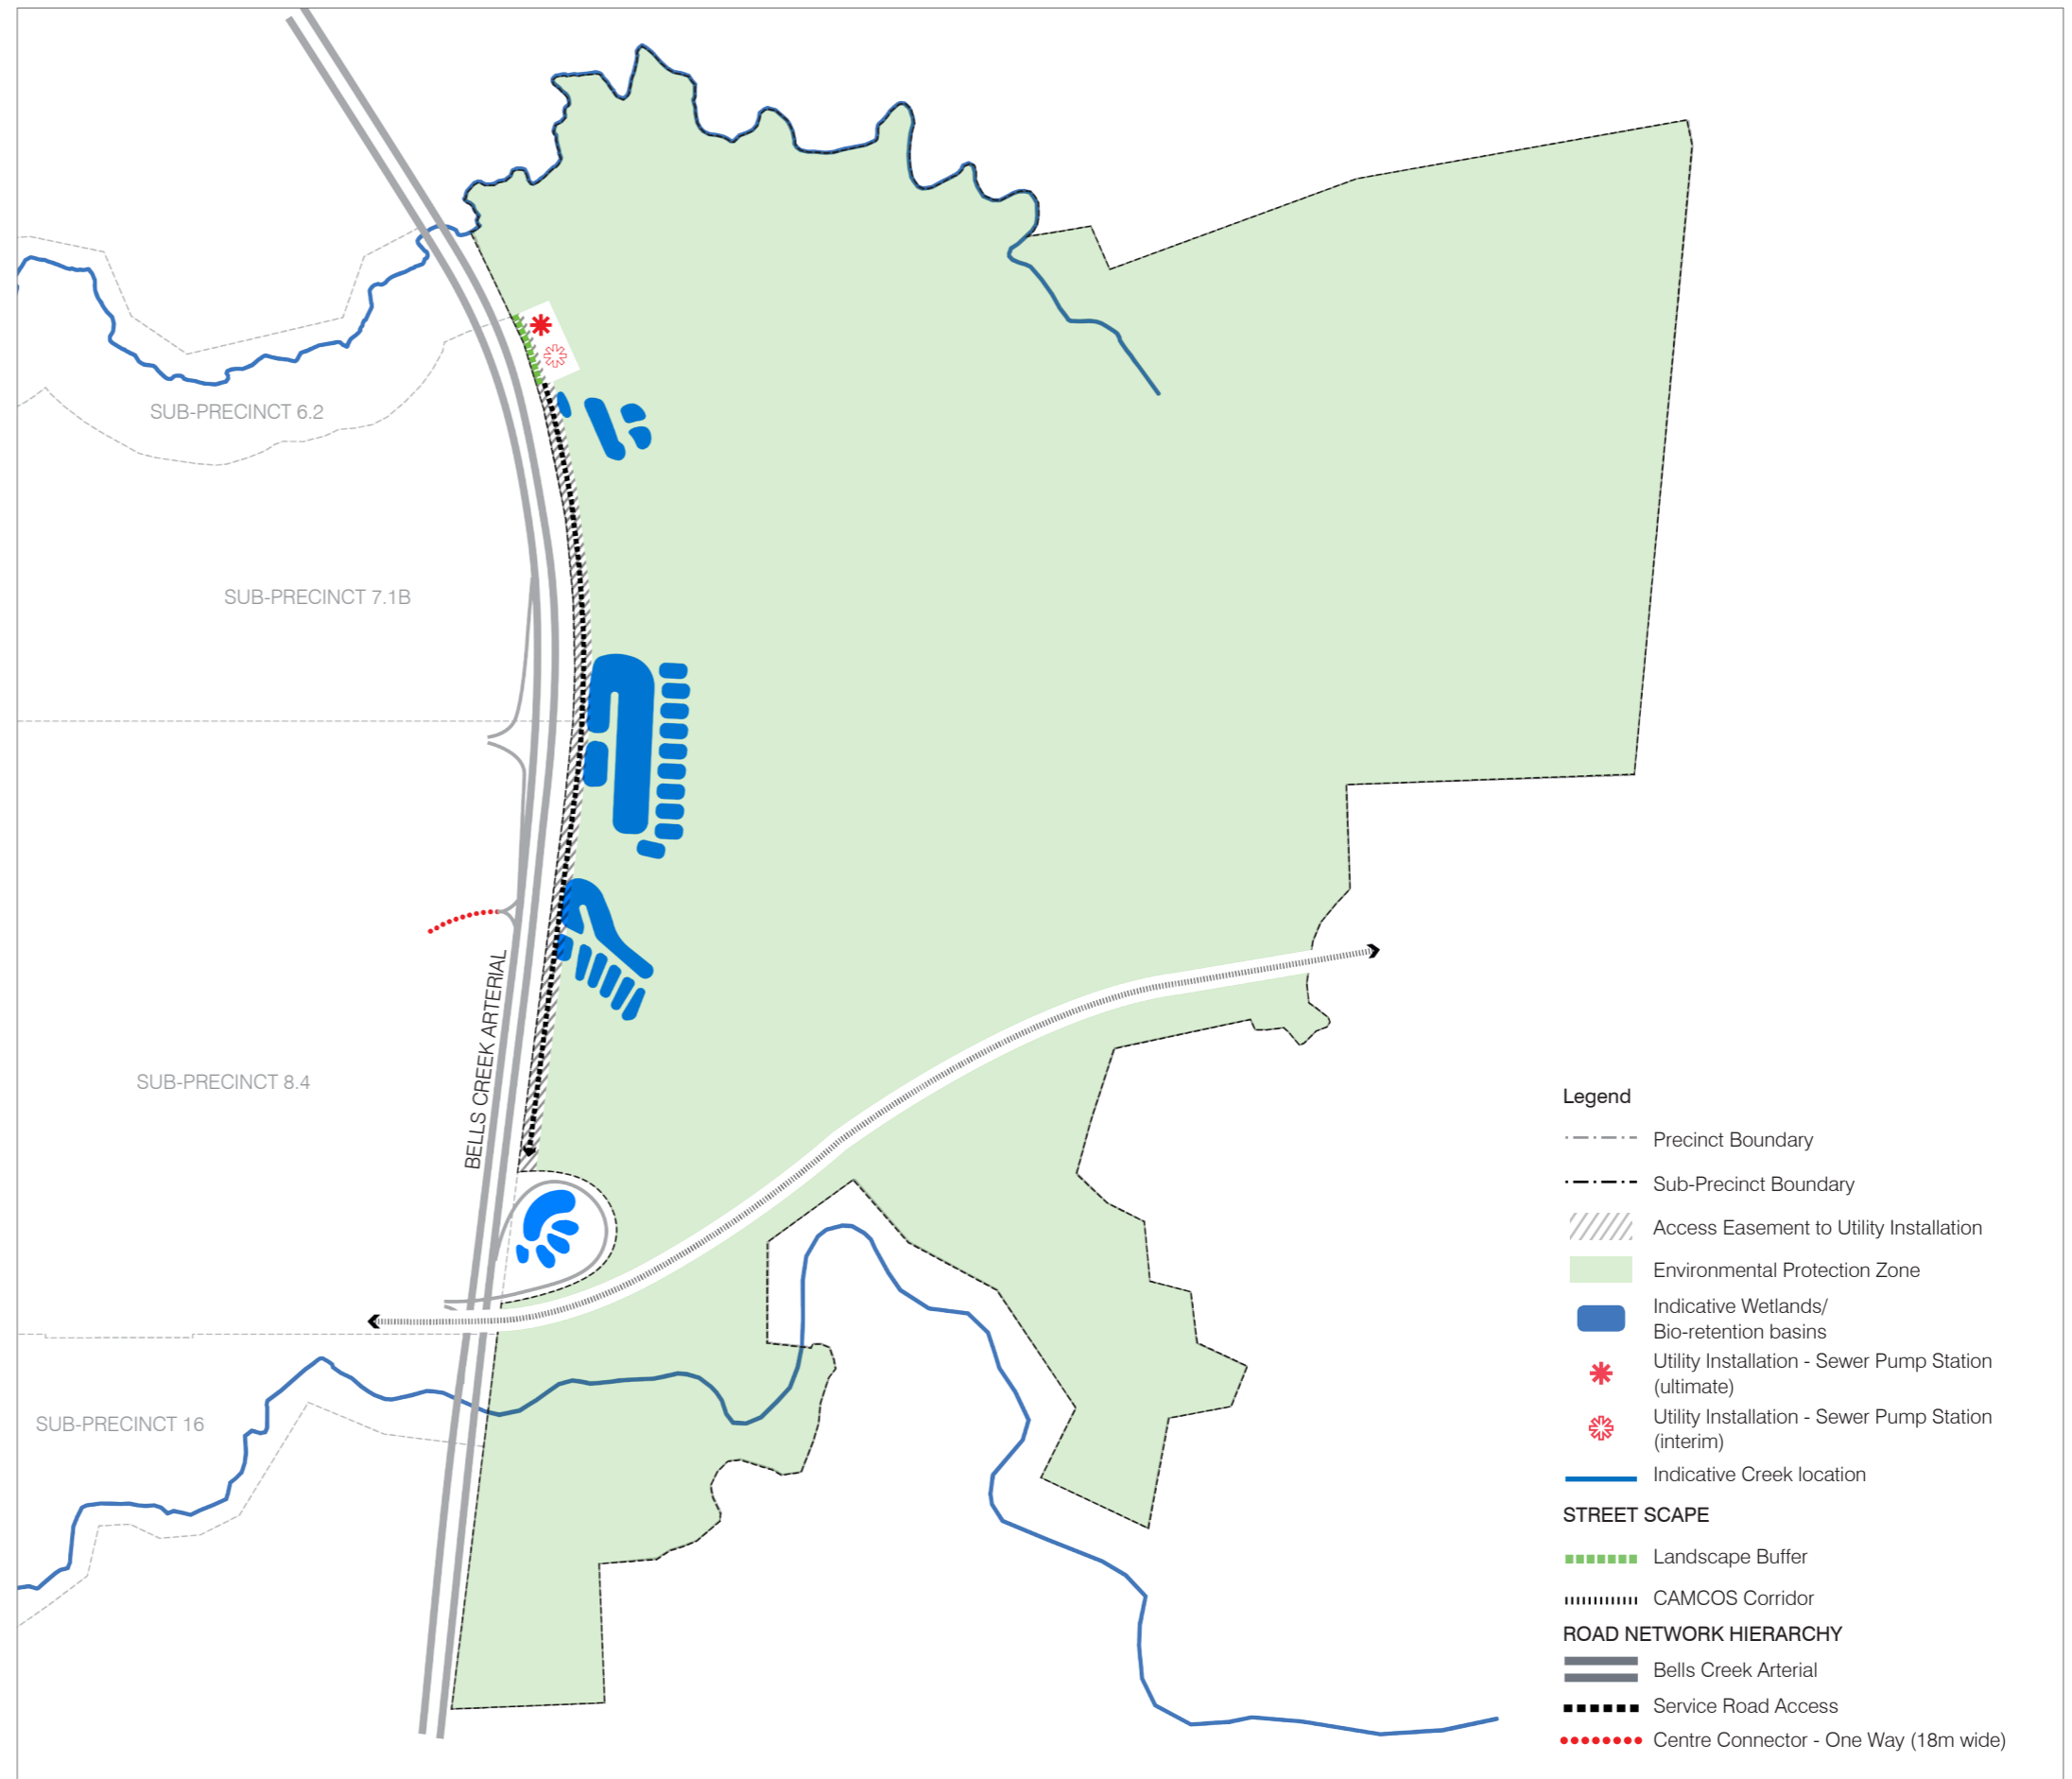 SUB-PRECINCT 6.2
SUB-PRECINCT 7.1B
BELLS CREEK ARTERIAL
SUB-PRECINCT 8.4
SUB-PRECINCT 16
Legend
Precinct Boundary
Sub-Precinct Boundary
Access Easement to Utility Installation
Environmental Protection Zone
Indicative Wetlands/
Bio-retention basins
Utility Installation - Sewer Pump Station
(ultimate)
Utility Installation - Sewer Pump Station
(interim)
Indicative Creek location
STREET SCAPE
Landscape Buffer
CAMCOS Corridor
ROAD NETWORK HIERARCHY
Bells Creek Arterial
Service Road Access
Centre Connector - One Way (18m wide)